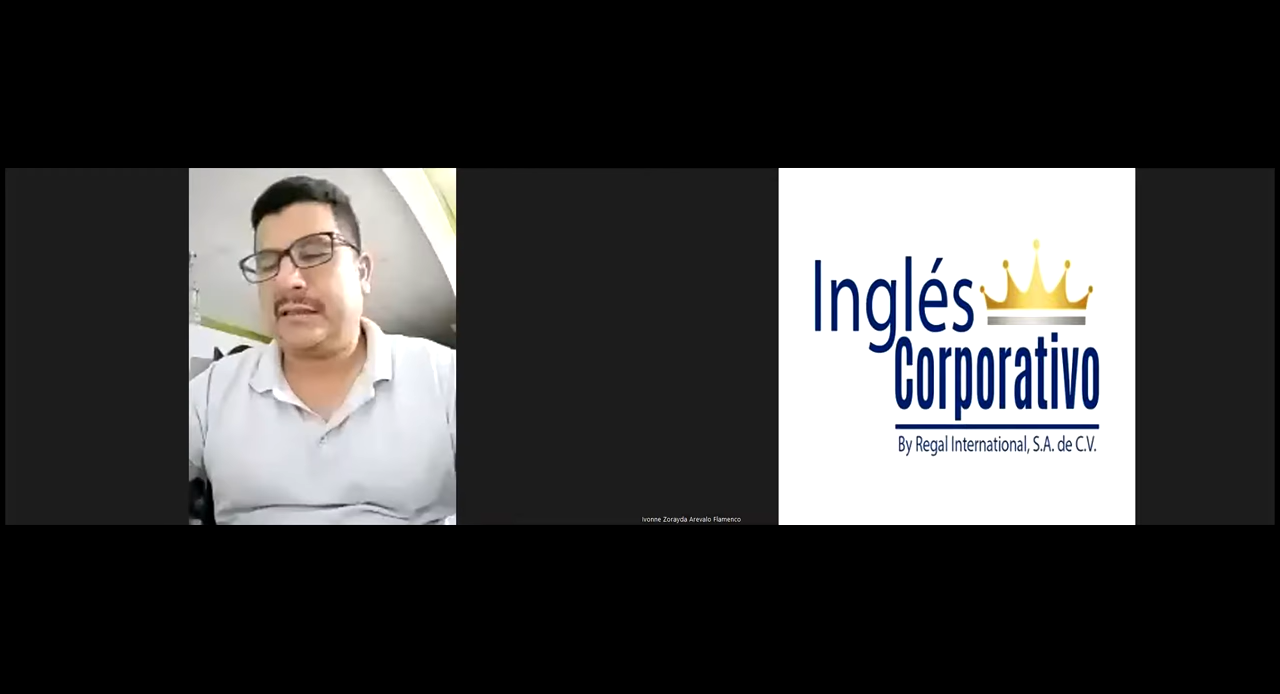 Inglés
Corporativo
By Regal International, S.A. de C.V.
Ivonne Zorayda Arevalo Flamenco